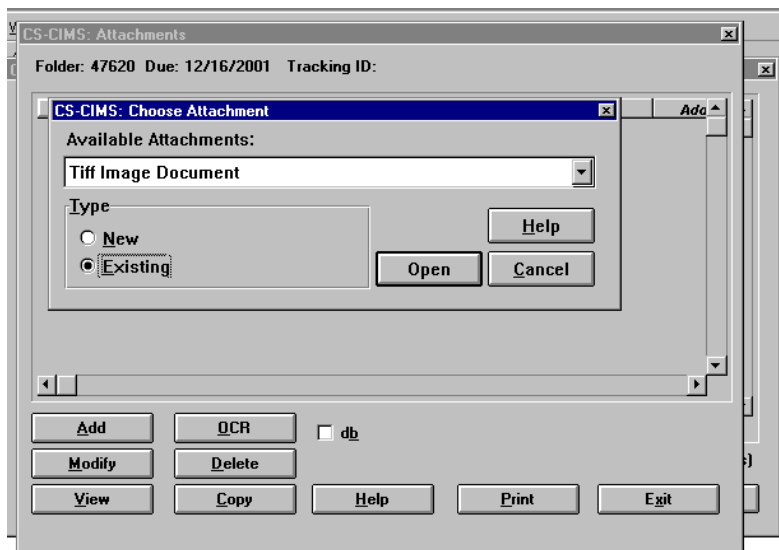 CS-CIMS: Attachments
Folder: 47620 Due: 12/16/2001 Tracking ID:
CS-CIMS: Choose Attachment
Add
Available Attachments:
Tiff Image Document
Type
New
Existing
Help
Open
Cancel
Add
OCR
db
Modify
Delete
View
Copy
Help
Print
Exit